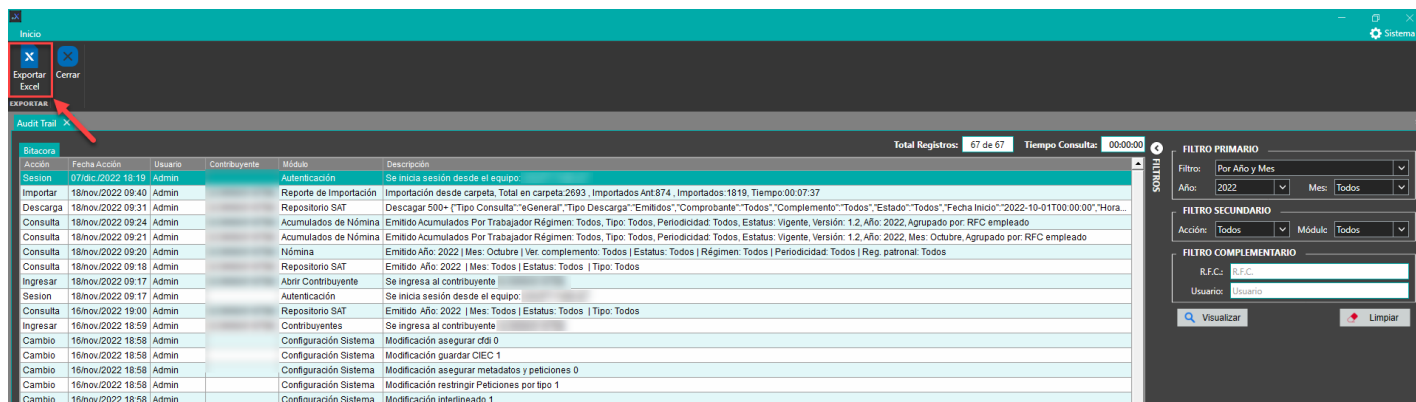 Inicio
Sistema
Exportar Excel
Cerrar
EXPORTAR
Audit Trail
Total Registros: 67 de 67 Tiempo Consulta: 00:00:00
Bitacora
Acción Fecha Acción Usuario Contribuyente Módulo Descripción
Sesion 07/dic./2022 18:19 Admin Autenticación Se inicia sesión desde el equipo:
Importar 18/nov./2022 09:40 Admin Reporte de Importación Importación desde carpeta, Total en carpeta:2693 , Importados Ant:874 , Importados:1819, Tiempo:00:07:37
Descarga 18/nov./2022 09:31 Admin Repositorio SAT Descagar 500+ {"Tipo Consulta":"eGeneral","Tipo Descarga":"Emitidos","Comprobante":"Todos","Complemento":"Todos","Estado":"Todos","Fecha Inicio":"2022-10-01T00:00:00","Hora...
Consulta 18/nov./2022 09:24 Admin Acumulados de Nómina Emitido Acumulados Por Trabajador Régimen: Todos, Tipo: Todos, Periodicidad: Todos, Estatus: Vigente, Versión: 1.2, Año: 2022, Agrupado por: RFC empleado
Consulta 18/nov./2022 09:21 Admin Acumulados de Nómina Emitido Acumulados Por Trabajador Régimen: Todos, Tipo: Todos, Periodicidad: Todos, Estatus: Vigente, Versión: 1.2, Año: 2022, Mes: Octubre, Agrupado por: RFC empleado
Consulta 18/nov./2022 09:20 Admin Nómina Emitido Año: 2022 | Mes: Octubre | Ver. complemento: Todos | Estatus: Todos | Régimen: Todos | Periodicidad: Todos | Reg. patronal: Todos
Consulta 18/nov./2022 09:18 Admin Repositorio SAT Emitido Año: 2022 | Mes: Todos | Estatus: Todos | Tipo: Todos
Ingresar 18/nov./2022 09:17 Admin Abrir Contribuyente Se ingresa al contribuyente
Sesion 18/nov./2022 09:17 Admin Autenticación Se inicia sesión desde el equipo:
Consulta 16/nov./2022 19:00 Admin Repositorio SAT Emitido Año: 2022 | Mes: Todos | Estatus: Todos | Tipo: Todos
Ingresar 16/nov./2022 18:59 Admin Contribuyentes Se ingresa al contribuyente
Cambio 16/nov./2022 18:58 Admin Configuración Sistema Modificación asegurar cfdi 0
Cambio 16/nov./2022 18:58 Admin Configuración Sistema Modificación guardar CIEC 1
Cambio 16/nov./2022 18:58 Admin Configuración Sistema Modificación asegurar metadatos y peticiones 0
Cambio 16/nov./2022 18:58 Admin Configuración Sistema Modificación restringir Peticiones por tipo 1
Cambio 16/nov./2022 18:58 Admin Configuración Sistema Modificación interlineado 1
FILTROS
FILTRO PRIMARIO
Filtro: Por Año y Mes
Año: 2022 Mes: Todos
FILTRO SECUNDARIO
Acción: Todos Módulo: Todos
FILTRO COMPLEMENTARIO
R.F.C.: R.F.C.
Usuario: Usuario
Visualizar Limpiar